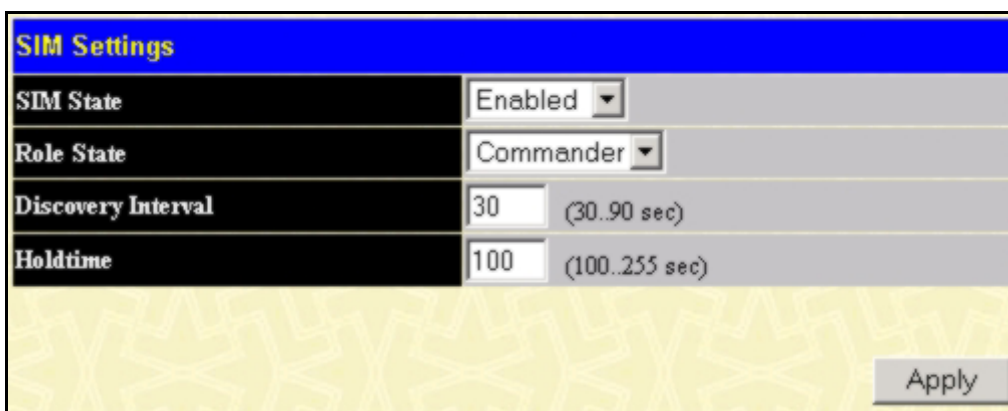 SIM Settings
SIM State Enabled
Role State Commander
Discovery Interval 30 (30..90 sec)
Holdtime 100 (100..255 sec)
Apply